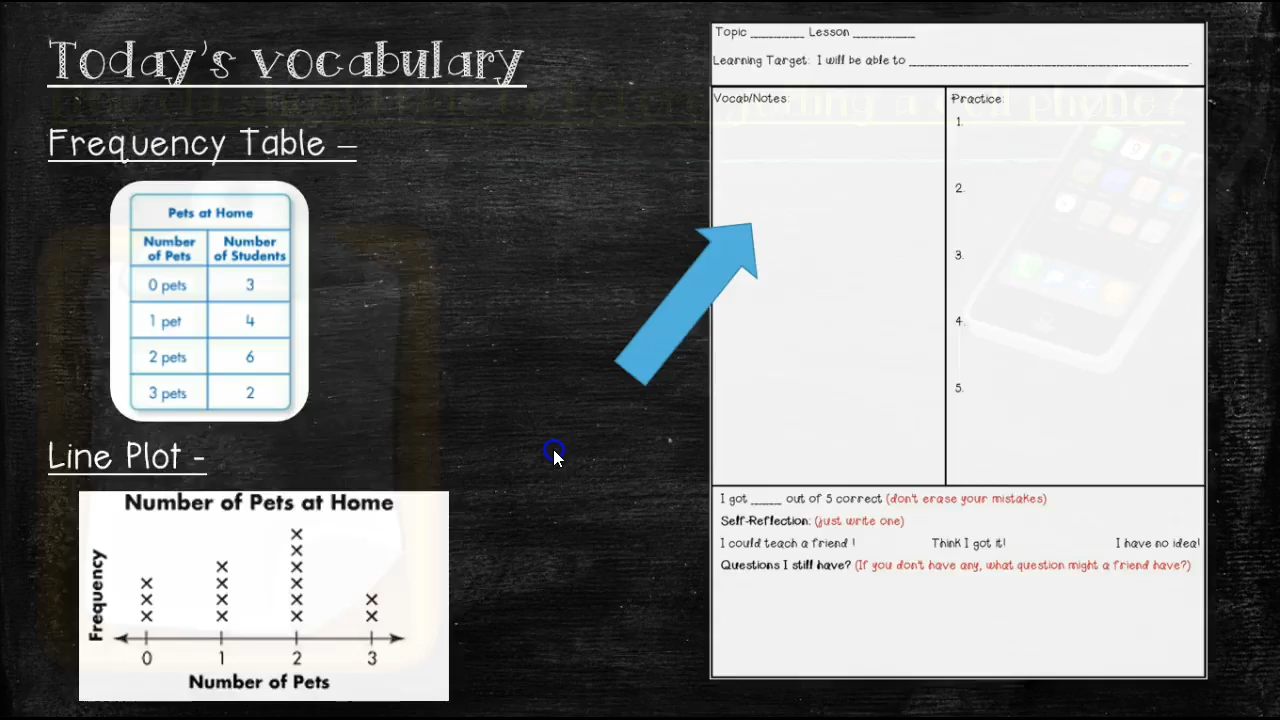 Today's vocabulary
Frequency Table –
Pets at Home
Number of Pets Number of Students
0 pets 3
1 pet 4
2 pets 6
3 pets 2
Line Plot -
Number of Pets at Home
Frequency
0 1 2 3
Number of Pets
Topic ________ Lesson _________
Learning Target: I will be able to ______________________________________.
Vocab/Notes:
Practice:
1.
2.
3.
4.
5.
I got _____ out of 5 correct (don't erase your mistakes)
Self-Reflection: (just write one)
I could teach a friend ! Think I got it! I have no idea!
Questions I still have? (If you don't have any, what question might a friend have?)